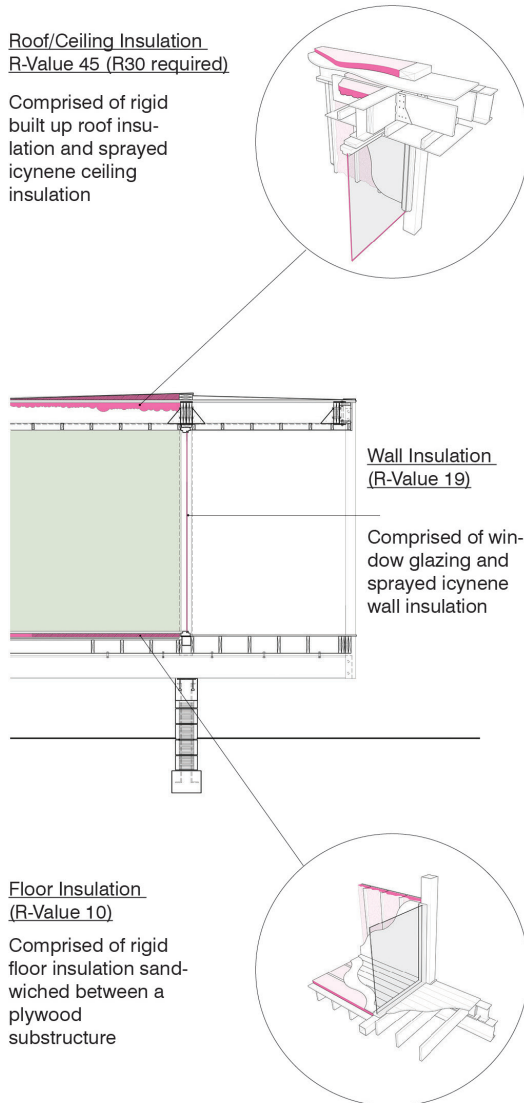 Roof/Ceiling Insulation
R-Value 45 (R30 required)
Comprised of rigid
built up roof insu-
lation and sprayed
icynene ceiling
insulation
Wall Insulation
(R-Value 19)
Comprised of win-
dow glazing and
sprayed icynene
wall insulation
Floor Insulation
(R-Value 10)
Comprised of rigid
floor insulation sand-
wiched between a
plywood
substructure